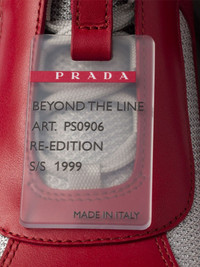 PRADA
BEYOND THE LINE
ART. PS0906
RE-EDITION
S/S 1999
MADE IN ITALY